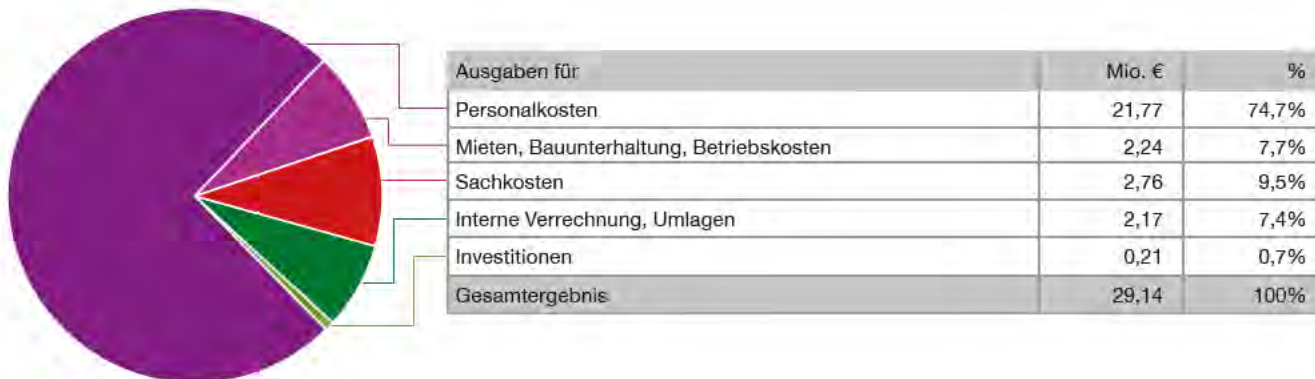 Ausgaben für Mio. € %
Personalkosten 21,77 74,7%
Mieten, Bauunterhaltung, Betriebskosten 2,24 7,7%
Sachkosten 2,76 9,5%
Interne Verrechnung, Umlagen 2,17 7,4%
Investitionen 0,21 0,7%
Gesamtergebnis 29,14 100%